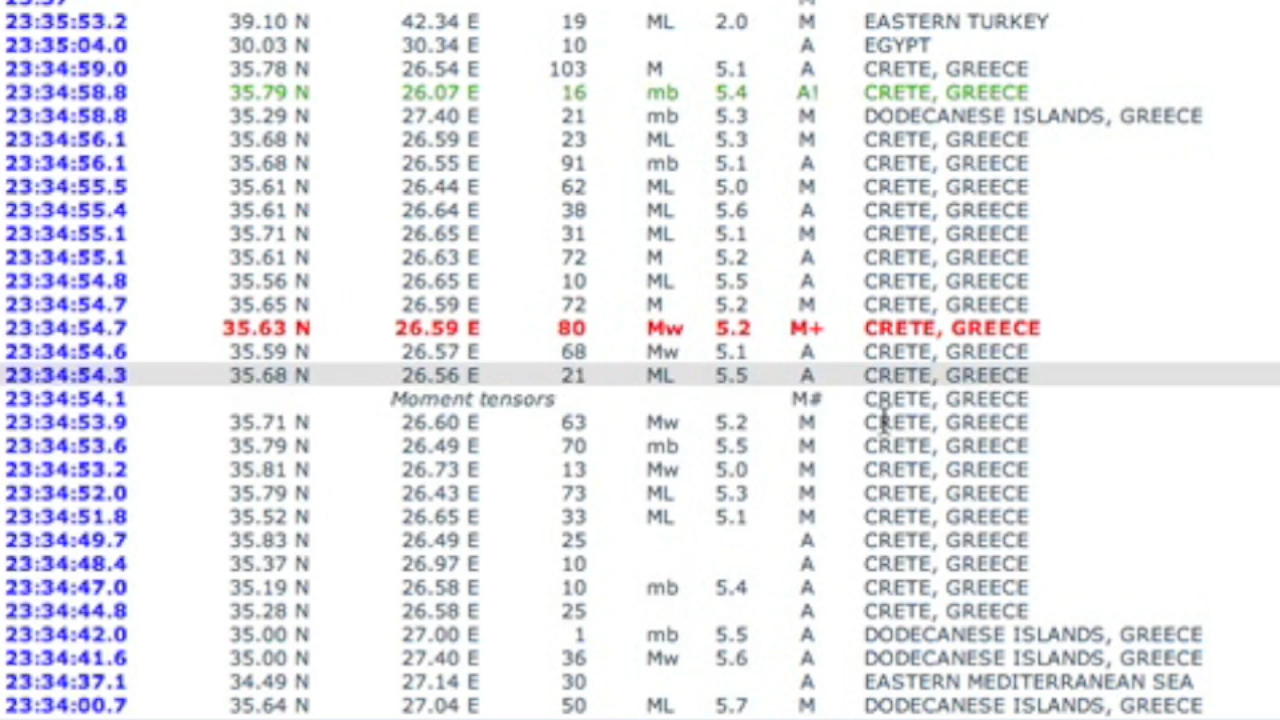 23:35:53.2 39.10 N 42.34 E 19 ML 2.0 M EASTERN TURKEY
23:35:04.0 30.03 N 30.34 E 10 A EGYPT
23:34:59.0 35.78 N 26.54 E 103 M 5.1 A CRETE, GREECE
23:34:58.8 35.79 N 26.07 E 16 mb 5.4 A! CRETE, GREECE
23:34:58.8 35.29 N 27.40 E 21 mb 5.3 M DODECANESE ISLANDS, GREECE
23:34:56.1 35.68 N 26.59 E 23 ML 5.3 M CRETE, GREECE
23:34:56.1 35.68 N 26.55 E 91 mb 5.1 A CRETE, GREECE
23:34:55.5 35.61 N 26.44 E 62 ML 5.0 M CRETE, GREECE
23:34:55.4 35.61 N 26.64 E 38 ML 5.6 A CRETE, GREECE
23:34:55.1 35.71 N 26.65 E 31 ML 5.1 M CRETE, GREECE
23:34:55.1 35.61 N 26.63 E 72 M 5.2 A CRETE, GREECE
23:34:54.8 35.56 N 26.65 E 10 ML 5.5 A CRETE, GREECE
23:34:54.7 35.65 N 26.59 E 72 M 5.2 M CRETE, GREECE
23:34:54.7 35.63 N 26.59 E 80 Mw 5.2 M+ CRETE, GREECE
23:34:54.6 35.59 N 26.57 E 68 Mw 5.1 A CRETE, GREECE
23:34:54.3 35.68 N 26.56 E 21 ML 5.5 A CRETE, GREECE
23:34:54.1 Moment tensors M# CRETE, GREECE
23:34:53.9 35.71 N 26.60 E 63 Mw 5.2 M CRETE, GREECE
23:34:53.6 35.79 N 26.49 E 70 mb 5.5 M CRETE, GREECE
23:34:53.2 35.81 N 26.73 E 13 Mw 5.0 M CRETE, GREECE
23:34:52.0 35.79 N 26.43 E 73 ML 5.3 M CRETE, GREECE
23:34:51.8 35.52 N 26.65 E 33 ML 5.1 M CRETE, GREECE
23:34:49.7 35.83 N 26.49 E 25 A CRETE, GREECE
23:34:48.4 35.37 N 26.97 E 10 A CRETE, GREECE
23:34:47.0 35.19 N 26.58 E 10 mb 5.4 A CRETE, GREECE
23:34:44.8 35.28 N 26.58 E 25 A CRETE, GREECE
23:34:42.0 35.00 N 27.00 E 1 mb 5.5 A DODECANESE ISLANDS, GREECE
23:34:41.6 35.00 N 27.40 E 36 Mw 5.6 A DODECANESE ISLANDS, GREECE
23:34:37.1 34.49 N 27.14 E 30 A EASTERN MEDITERRANEAN SEA
23:34:00.7 35.64 N 27.04 E 50 ML 5.7 M DODECANESE ISLANDS, GREECE